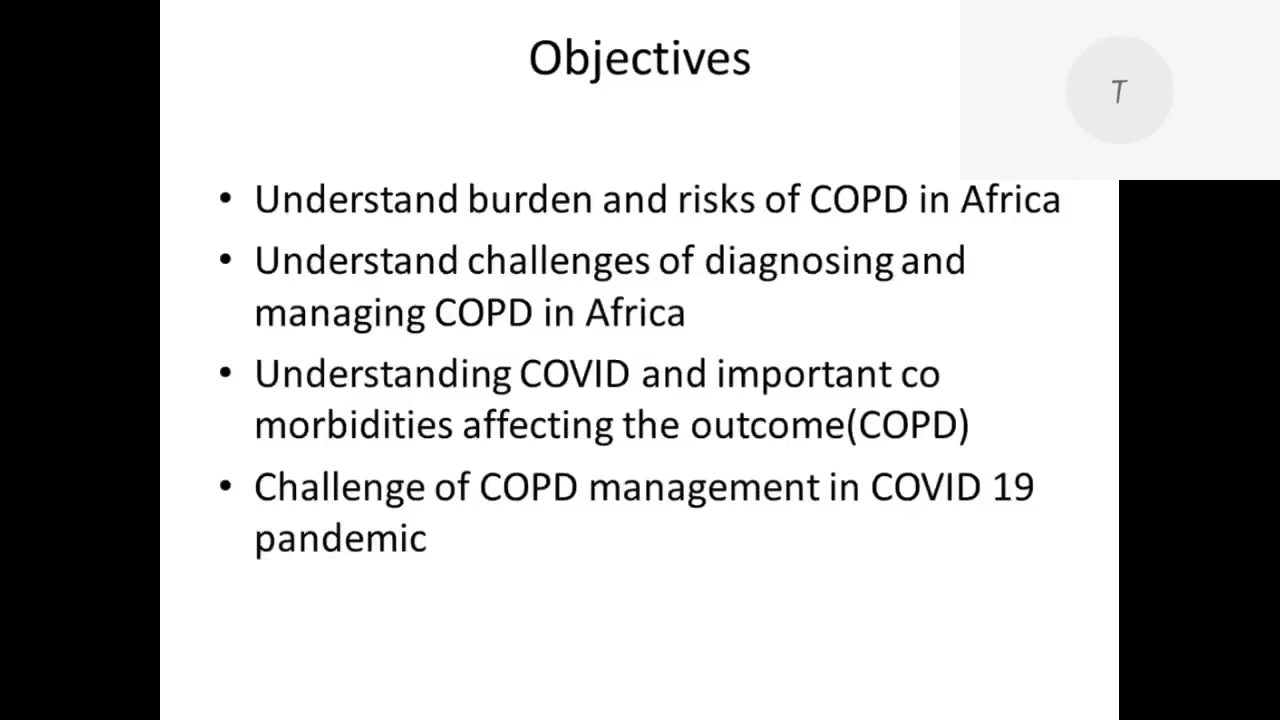 Objectives
T
• Understand burden and risks of COPD in Africa
• Understand challenges of diagnosing and
managing COPD in Africa
• Understanding COVID and important co
morbidities affecting the outcome(COPD)
• Challenge of COPD management in COVID 19
pandemic